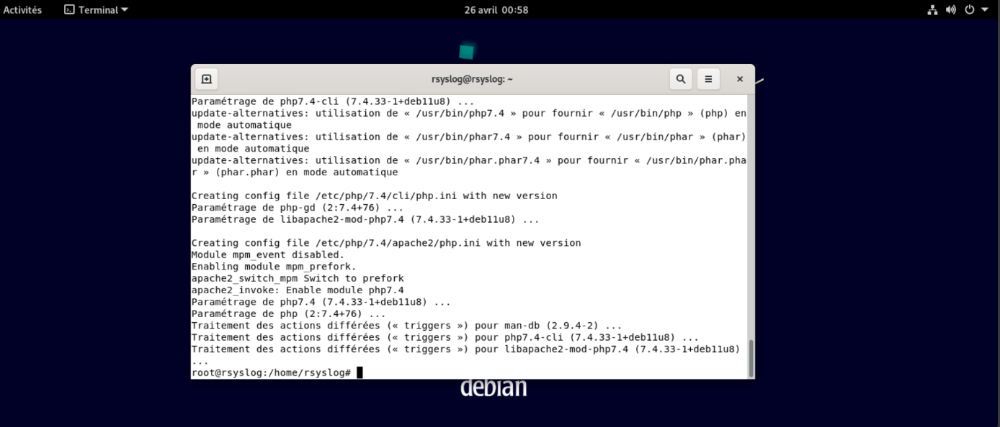 Activités
Terminal
26 avril 00:58
rsyslog@rsyslog: ~
Paramétrage de php7.4-cli (7.4.33-1+deb11u8) ...
update-alternatives: utilisation de « /usr/bin/php7.4 » pour fournir « /usr/bin/php » (php) en
 mode automatique
update-alternatives: utilisation de « /usr/bin/phar7.4 » pour fournir « /usr/bin/phar » (phar)
 en mode automatique
update-alternatives: utilisation de « /usr/bin/phar.phar7.4 » pour fournir « /usr/bin/phar.pha
r » (phar.phar) en mode automatique
Creating config file /etc/php/7.4/cli/php.ini with new version
Paramétrage de php-gd (2:7.4+76) ...
Paramétrage de libapache2-mod-php7.4 (7.4.33-1+deb11u8) ...
Creating config file /etc/php/7.4/apache2/php.ini with new version
Module mpm_event disabled.
Enabling module mpm_prefork.
apache2_switch_mpm Switch to prefork
apache2_invoke: Enable module php7.4
Paramétrage de php7.4 (7.4.33-1+deb11u8) ...
Paramétrage de php (2:7.4+76) ...
Traitement des actions différées (« triggers ») pour man-db (2.9.4-2) ...
Traitement des actions différées (« triggers ») pour php7.4-cli (7.4.33-1+deb11u8) ...
Traitement des actions différées (« triggers ») pour libapache2-mod-php7.4 (7.4.33-1+deb11u8)
...
root@rsyslog:/home/rsyslog#
debian